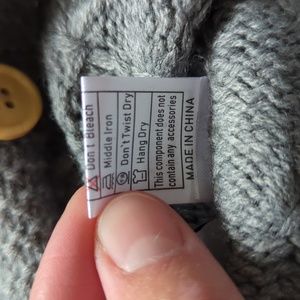 Don't Bleach
Middle Iron
Don't Twist Dry
Hang Dry
This component does not
contain any accessories
MADE IN CHINA